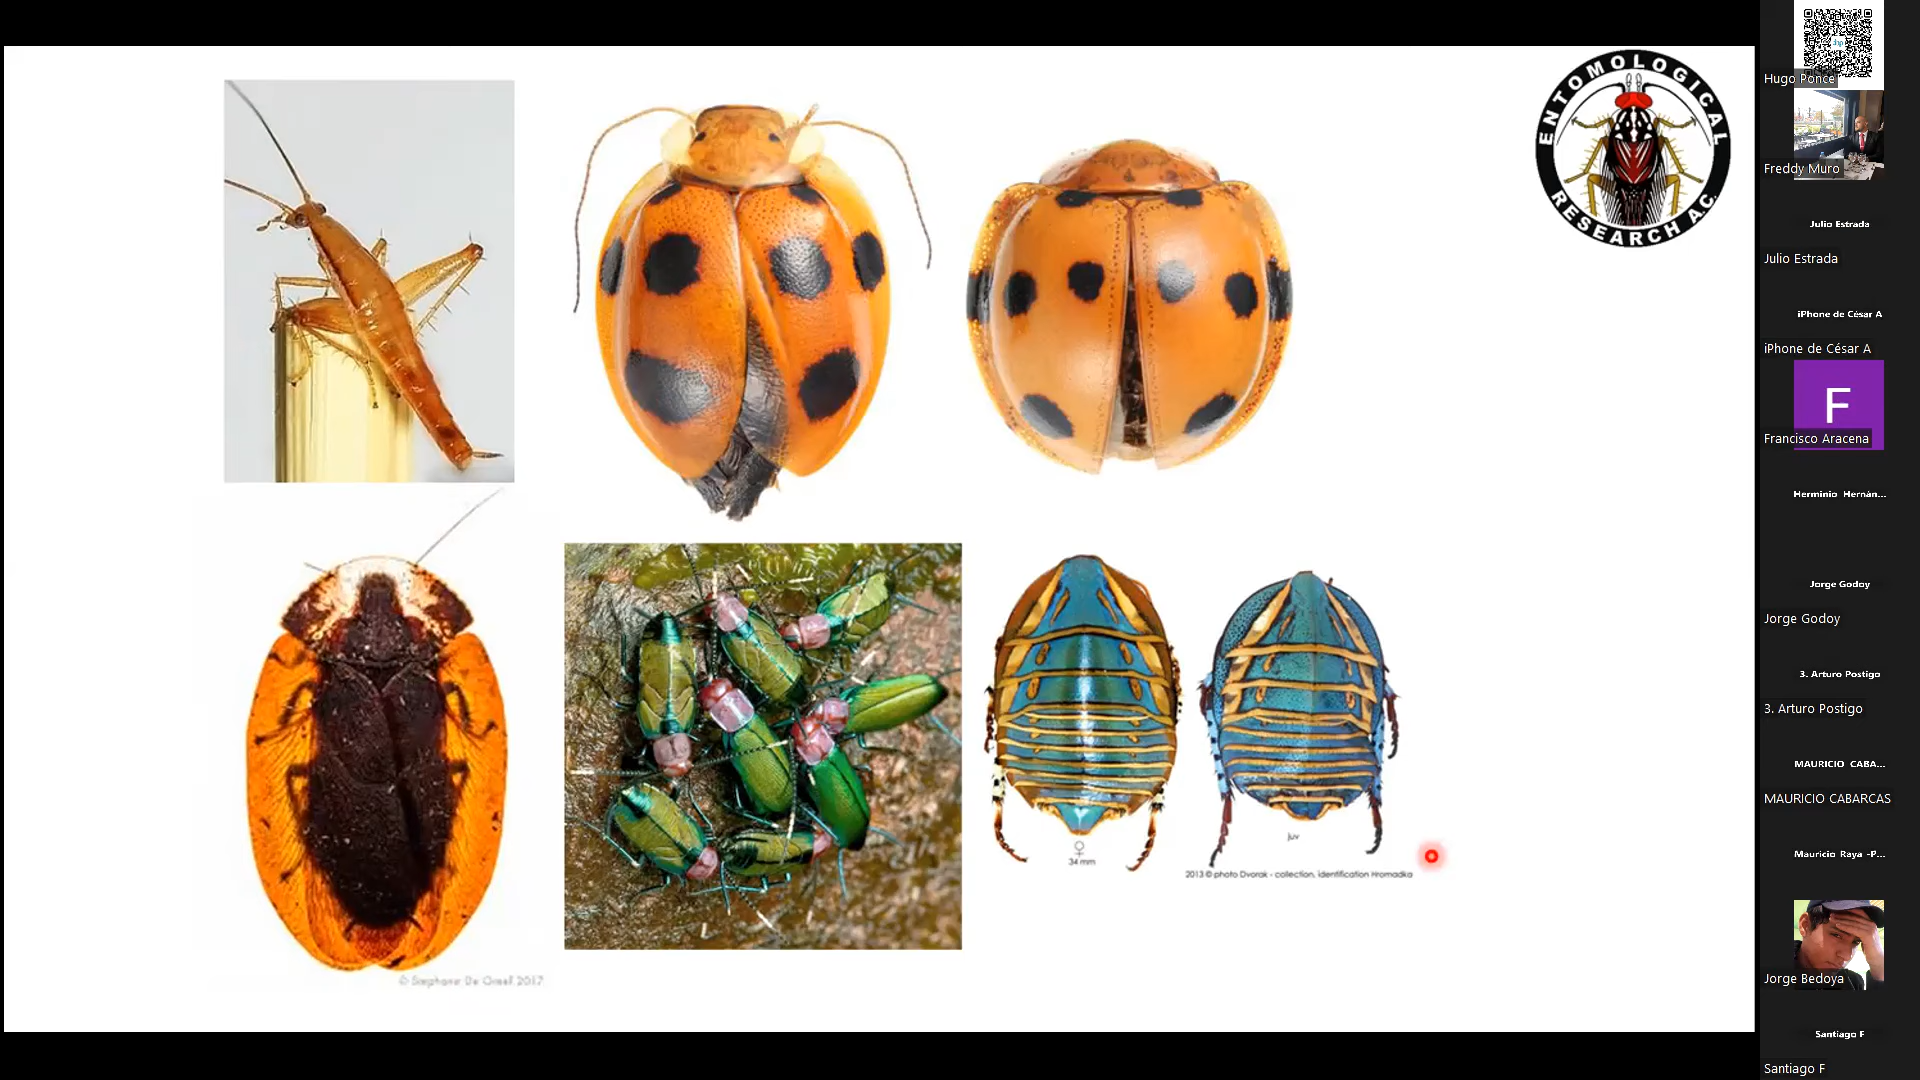 ENTOMOLOGICAL
RESEARCH A.C.
© Stephane De Greef 2017
♀
34 mm
juv
2013 © photo Dvorak - collection, identification Hromadka
Hugo Ponce
Freddy Muro
Julio Estrada
Julio Estrada
iPhone de César A
iPhone de César A
F
Francisco Aracena
Herminio Hernán...
Jorge Godoy
Jorge Godoy
3. Arturo Postigo
3. Arturo Postigo
MAURICIO CABA...
MAURICIO CABARCAS
Mauricio Raya -P...
Jorge Bedoya
Santiago F
Santiago F